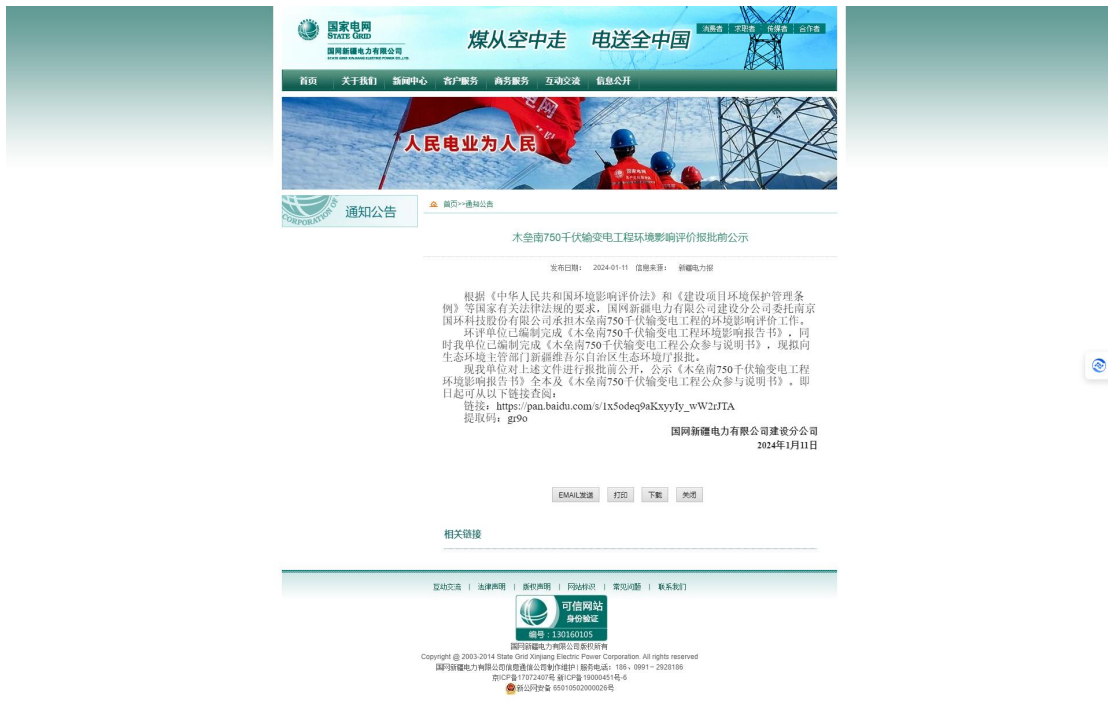 国家电网
STATE GRID
国网新疆电力有限公司
STATE GRID XINJIANG ELECTRIC POWER CO.,LTD.
煤从空中走 电送全中国
消费者 求职者 传媒者 合作者
首页 关于我们 新闻中心 客户服务 商务服务 互动交流 信息公开
人民电业为人民
通知公告
首页>>通知公告
木垒南750千伏输变电工程环境影响评价报批前公示
发布日期： 2024-01-11 信息来源： 新疆电力报
根据《中华人民共和国环境影响评价法》和《建设项目环境保护管理条
例》等国家有关法律法规的要求，国网新疆电力有限公司建设分公司委托南京
国环科技股份有限公司承担木垒南750千伏输变电工程的环境影响评价工作。
环评单位已编制完成《木垒南750千伏输变电工程环境影响报告书》，同
时我单位已编制完成《木垒南750千伏输变电工程公众参与说明书》，现拟向
生态环境主管部门新疆维吾尔自治区生态环境厅报批。
现我单位对上述文件进行报批前公开，公示《木垒南750千伏输变电工程
环境影响报告书》全本及《木垒南750千伏输变电工程公众参与说明书》。即
日起可从以下链接查阅：
链接：https://pan.baidu.com/s/1x5odeq9aKxyyIy_wW2rJTA
提取码：gr9o
国网新疆电力有限公司建设分公司
2024年1月11日
EMAIL发送 打印 下载 关闭
相关链接
互动交流 | 法律声明 | 版权声明 | 网站标识 | 常见问题 | 联系我们
可信网站
身份验证
编号：130160105
国网新疆电力有限公司版权所有
Copyright @ 2003-2014 State Grid Xinjiang Electric Power Corporation. All rights reserved
国网新疆电力有限公司信息通信公司制作维护 | 服务电话：186、0991－2928186
京ICP备17072407号 新ICP备19000451号-6
新公网安备 65010502000026号